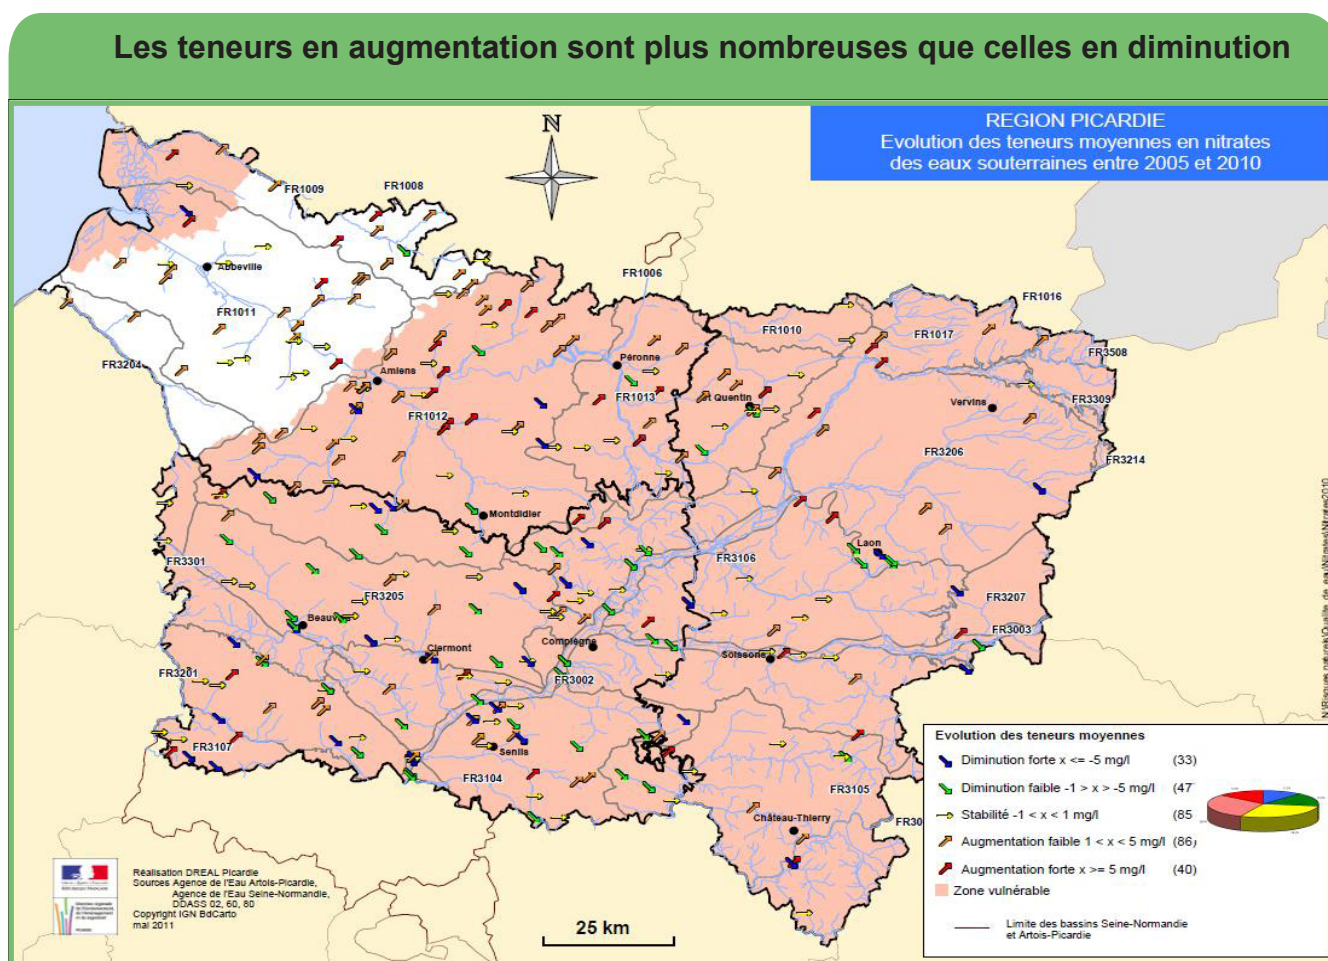 Les teneurs en augmentation sont plus nombreuses que celles en diminution
REGION PICARDIE
Evolution des teneurs moyennes en nitrates
des eaux souterraines entre 2005 et 2010
N
FR1009
FR1008
Abbeville
FR1011
FR1006
FR1016
FR1010
FR1017
FR3204
Péronne
FR3508
Amiens
FR1013
St Quentin
Vervins
FR3309
FR1012
FR3206
FR3214
Montdidier
Laon
FR3301
FR3106
FR3205
FR3207
Beauvais
FR3003
Clermont
Compiègne
Soissons
FR3201
FR3002
FR3107
Senlis
FR3104
FR3105
Château-Thierry
FR30
Evolution des teneurs moyennes
Diminution forte x <= -5 mg/l (33)
Diminution faible -1 > x > -5 mg/l (47
Stabilité -1 < x < 1 mg/l (85
Augmentation faible 1 < x < 5 mg/l (86)
Augmentation forte x >= 5 mg/l (40)
Zone vulnérable
Limite des bassins Seine-Normandie
et Artois-Picardie
Réalisation DREAL Picardie
Sources Agence de l'Eau Artois-Picardie,
Agence de l'Eau Seine-Normandie,
DDASS 02, 60, 80
Copyright IGN BdCarto
mai 2011
25 km